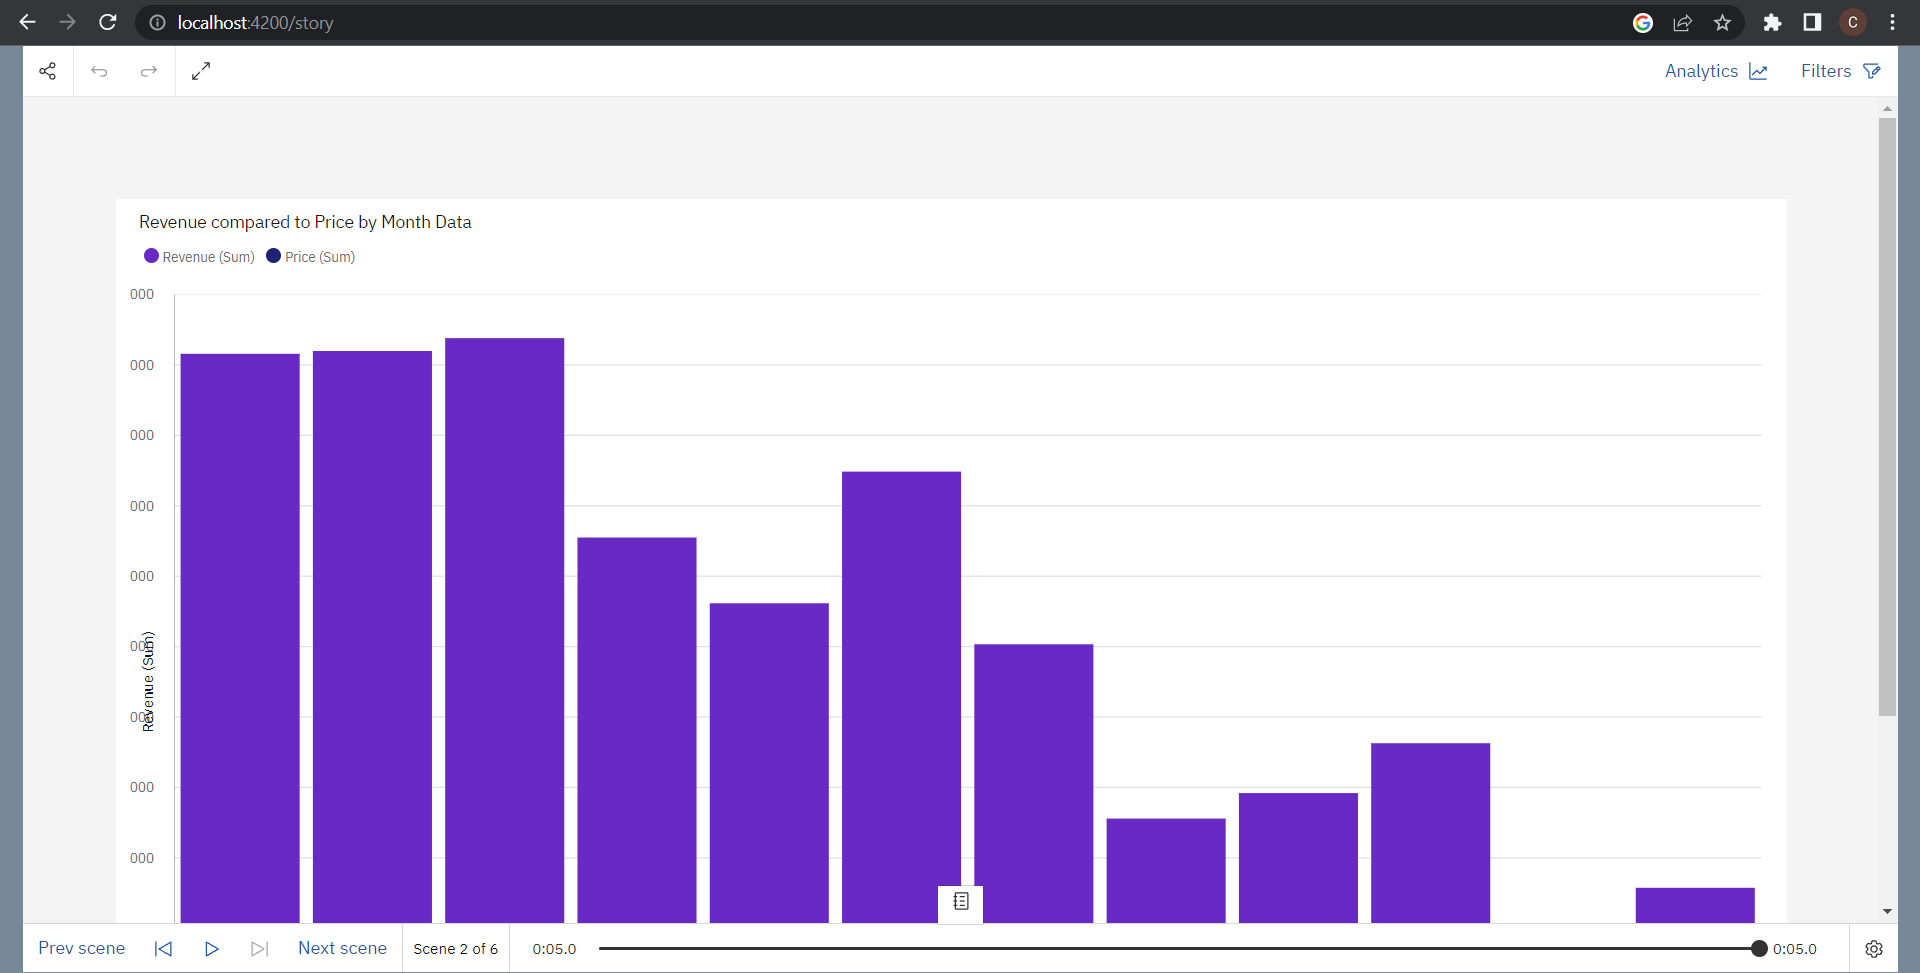 localhost:4200/story
C
Analytics
Filters
Revenue compared to Price by Month Data
Revenue (Sum) Price (Sum)
000
000
000
000
000
000
000
000
000
Revenue (Sum)
Prev scene
Next scene
Scene 2 of 6
0:05.0
0:05.0